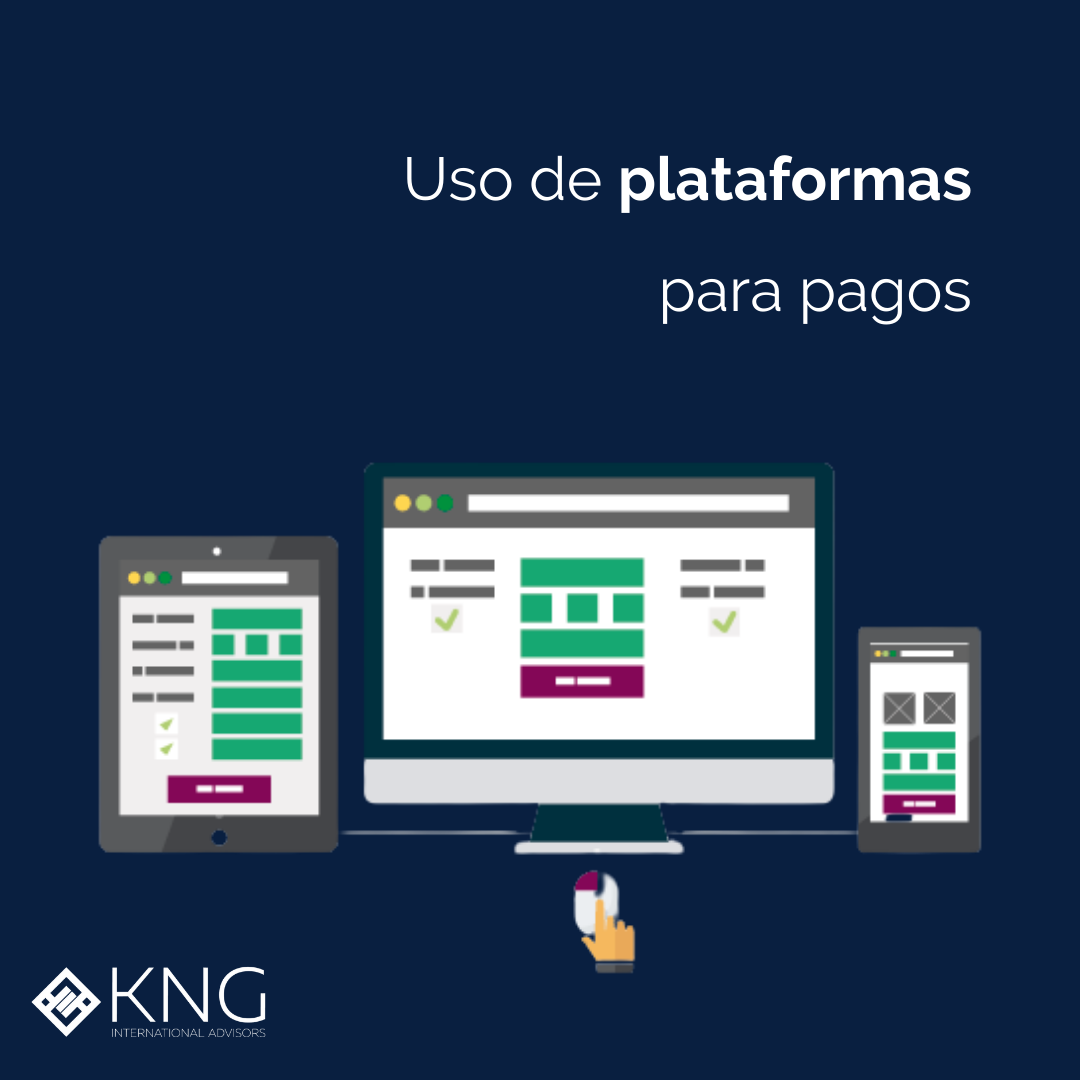 Uso de plataformas
para pagos
KNG
INTERNATIONAL ADVISORS